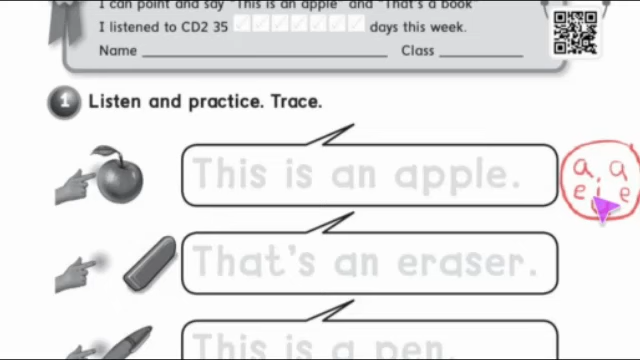 I can point and say "This is an apple" and "That's a book"
I listened to CD2 35 days this week.
Name Class
1 Listen and practice. Trace.
This is an apple.
a a
e i e
That's an eraser.
This is a pen.